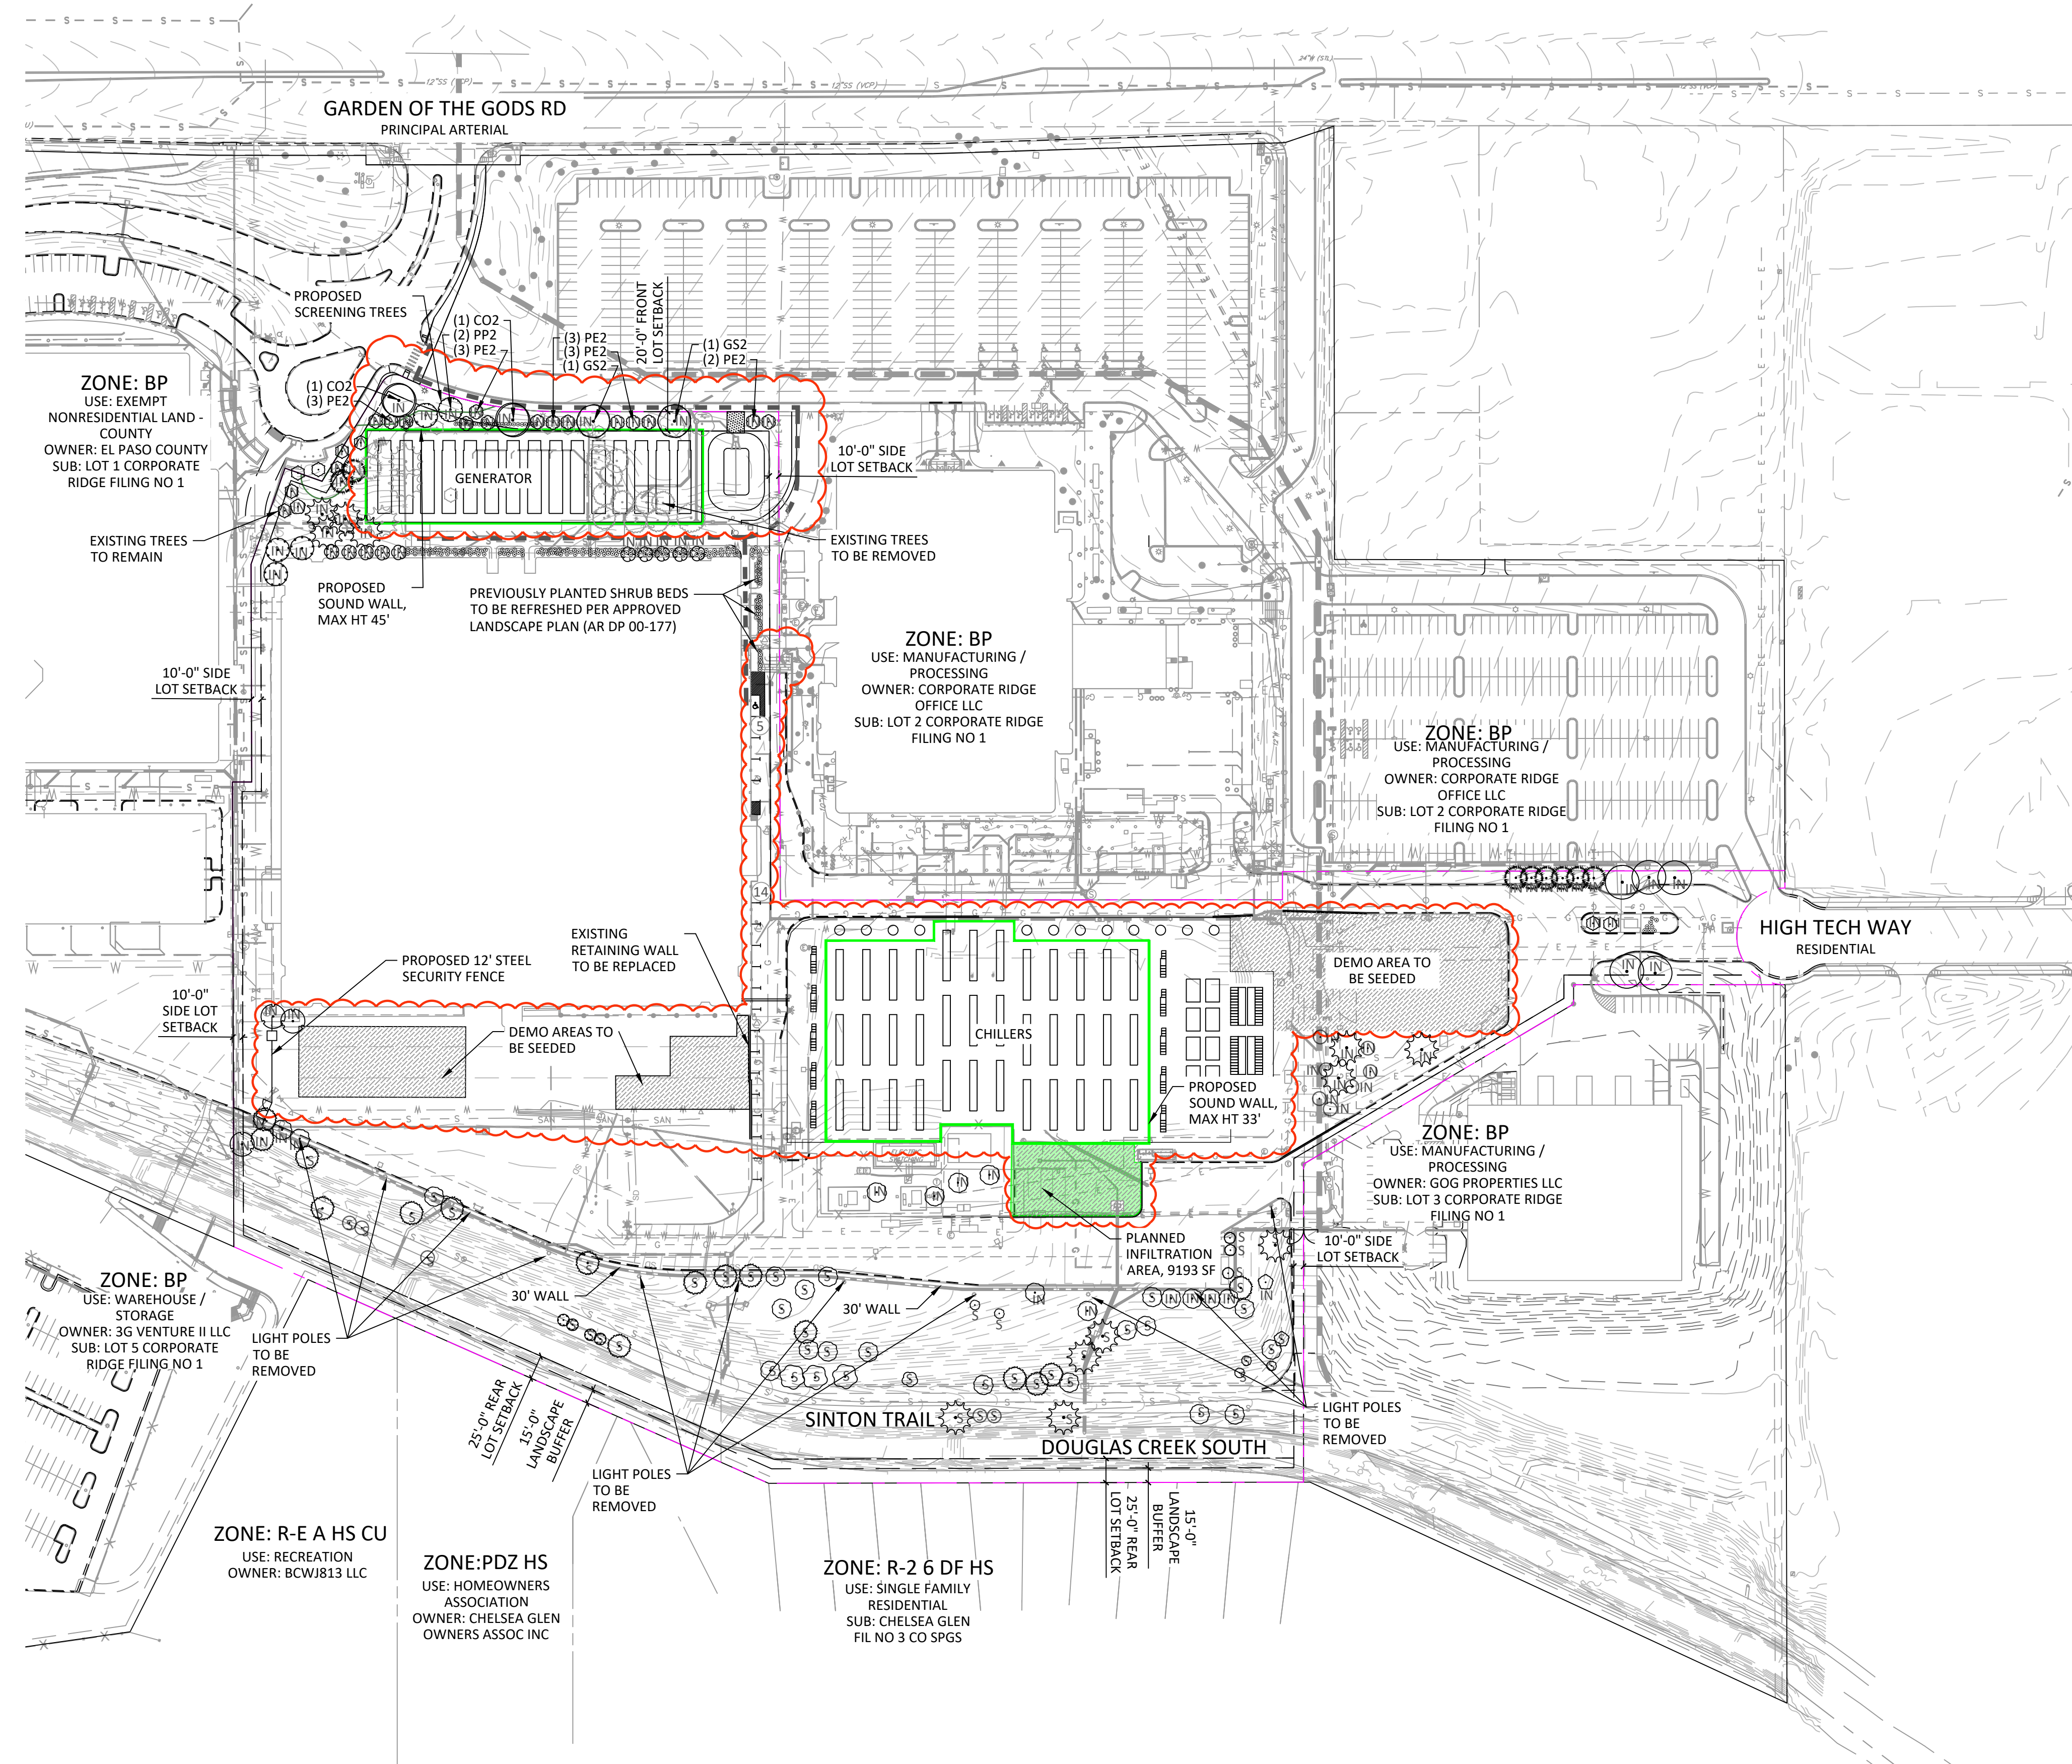 12"SS (VCP)
12"SS (VCP)
24"W (STL)
GARDEN OF THE GODS RD
PRINCIPAL ARTERIAL
PROPOSED
SCREENING TREES
(1) CO2
(2) PP2
(3) PE2
(3) PE2
(3) PE2
(1) GS2
20'-0" FRONT
LOT SETBACK
(1) GS2
(2) PE2
(1) CO2
(3) PE2
ZONE: BP
USE: EXEMPT
NONRESIDENTIAL LAND -
COUNTY
OWNER: EL PASO COUNTY
SUB: LOT 1 CORPORATE
RIDGE FILING NO 1
GENERATOR
10'-0" SIDE
LOT SETBACK
EXISTING TREES
TO REMAIN
EXISTING TREES
TO BE REMOVED
PROPOSED
SOUND WALL,
MAX HT 45'
PREVIOUSLY PLANTED SHRUB BEDS
TO BE REFRESHED PER APPROVED
LANDSCAPE PLAN (AR DP 00-177)
ZONE: BP
USE: MANUFACTURING /
PROCESSING
OWNER: CORPORATE RIDGE
OFFICE LLC
SUB: LOT 2 CORPORATE RIDGE
FILING NO 1
10'-0" SIDE
LOT SETBACK
5
ZONE: BP
USE: MANUFACTURING /
PROCESSING
OWNER: CORPORATE RIDGE
OFFICE LLC
SUB: LOT 2 CORPORATE RIDGE
FILING NO 1
14
HIGH TECH WAY
RESIDENTIAL
EXISTING
RETAINING WALL
TO BE REPLACED
PROPOSED 12' STEEL
SECURITY FENCE
DEMO AREA TO
BE SEEDED
10'-0"
SIDE LOT
SETBACK
DEMO AREAS TO
BE SEEDED
CHILLERS
PROPOSED
SOUND WALL,
MAX HT 33'
SAN
SAN
SAN
ELECTRIC
SWITCHING
ZONE: BP
USE: MANUFACTURING /
PROCESSING
OWNER: GOG PROPERTIES LLC
SUB: LOT 3 CORPORATE RIDGE
FILING NO 1
PLANNED
INFILTRATION
AREA, 9193 SF
10'-0" SIDE
LOT SETBACK
ZONE: BP
USE: WAREHOUSE /
STORAGE
OWNER: 3G VENTURE II LLC
SUB: LOT 5 CORPORATE
RIDGE FILING NO 1
30' WALL
30' WALL
LIGHT POLES
TO BE
REMOVED
25'-0" REAR
LOT SETBACK
15'-0"
LANDSCAPE
BUFFER
SINTON TRAIL
DOUGLAS CREEK SOUTH
LIGHT POLES
TO BE
REMOVED
LIGHT POLES
TO BE
REMOVED
25'-0" REAR
LOT SETBACK
15'-0"
LANDSCAPE
BUFFER
ZONE: R-E A HS CU
USE: RECREATION
OWNER: BCWJ813 LLC
ZONE:PDZ HS
USE: HOMEOWNERS
ASSOCIATION
OWNER: CHELSEA GLEN
OWNERS ASSOC INC
ZONE: R-2 6 DF HS
USE: SINGLE FAMILY
RESIDENTIAL
SUB: CHELSEA GLEN
FIL NO 3 CO SPGS